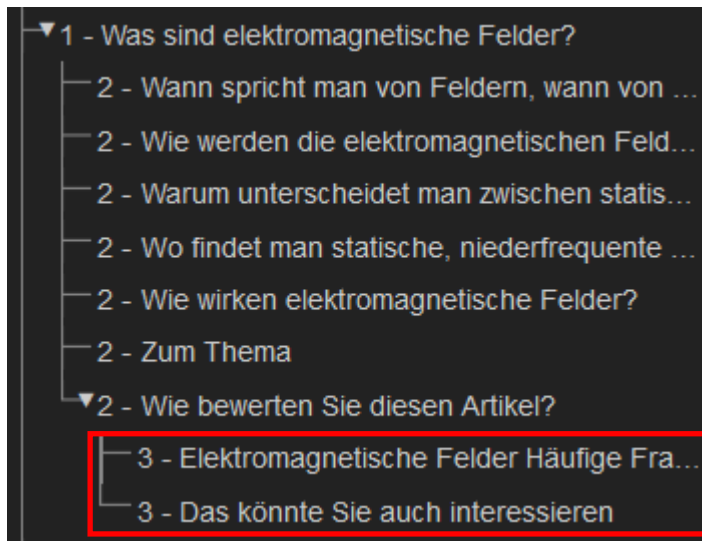 1 - Was sind elektromagnetische Felder?
2 - Wann spricht man von Feldern, wann von ...
2 - Wie werden die elektromagnetischen Feld...
2 - Warum unterscheidet man zwischen statis...
2 - Wo findet man statische, niederfrequente ...
2 - Wie wirken elektromagnetische Felder?
2 - Zum Thema
2 - Wie bewerten Sie diesen Artikel?
3 - Elektromagnetische Felder Häufige Fra...
3 - Das könnte Sie auch interessieren